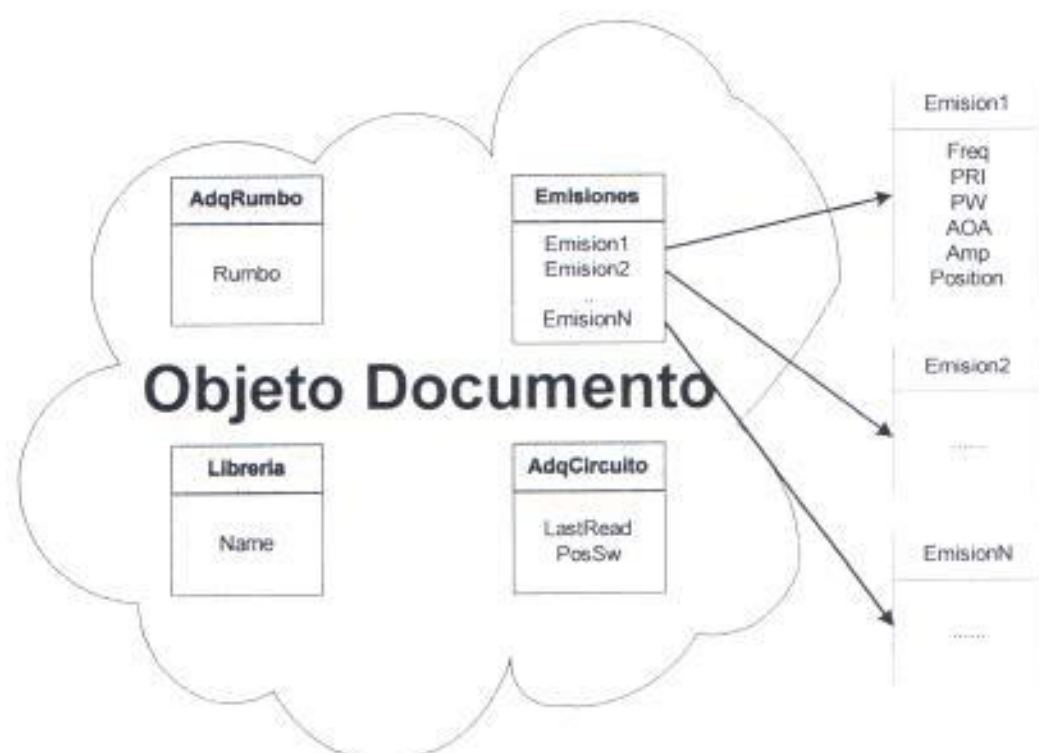 AdqRumbo
Rumbo
Emisiones
Emision1
Emision2
..
EmisionN
Objeto Documento
Libreria
Name
AdqCircuito
LastRead
PosSw
Emision1
Freq
PRI
PW
AOA
Amp
Position
Emision2
......
EmisionN
......